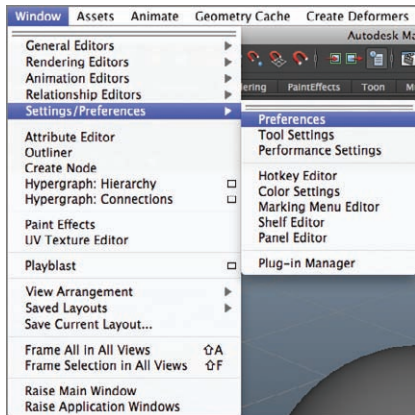 Window Assets Animate Geometry Cache Create Deformers
Autodesk Ma
General Editors
Rendering Editors
Animation Editors
Relationship Editors
Settings/Preferences
Attribute Editor
Outliner
Create Node
Hypergraph: Hierarchy
Hypergraph: Connections
Paint Effects
UV Texture Editor
Playblast
View Arrangement
Saved Layouts
Save Current Layout...
Frame All in All Views ⇧A
Frame Selection in All Views ⇧F
Raise Main Window
Raise Application Windows
ering PaintEffects Toon M
Preferences
Tool Settings
Performance Settings
Hotkey Editor
Color Settings
Marking Menu Editor
Shelf Editor
Panel Editor
Plug-in Manager